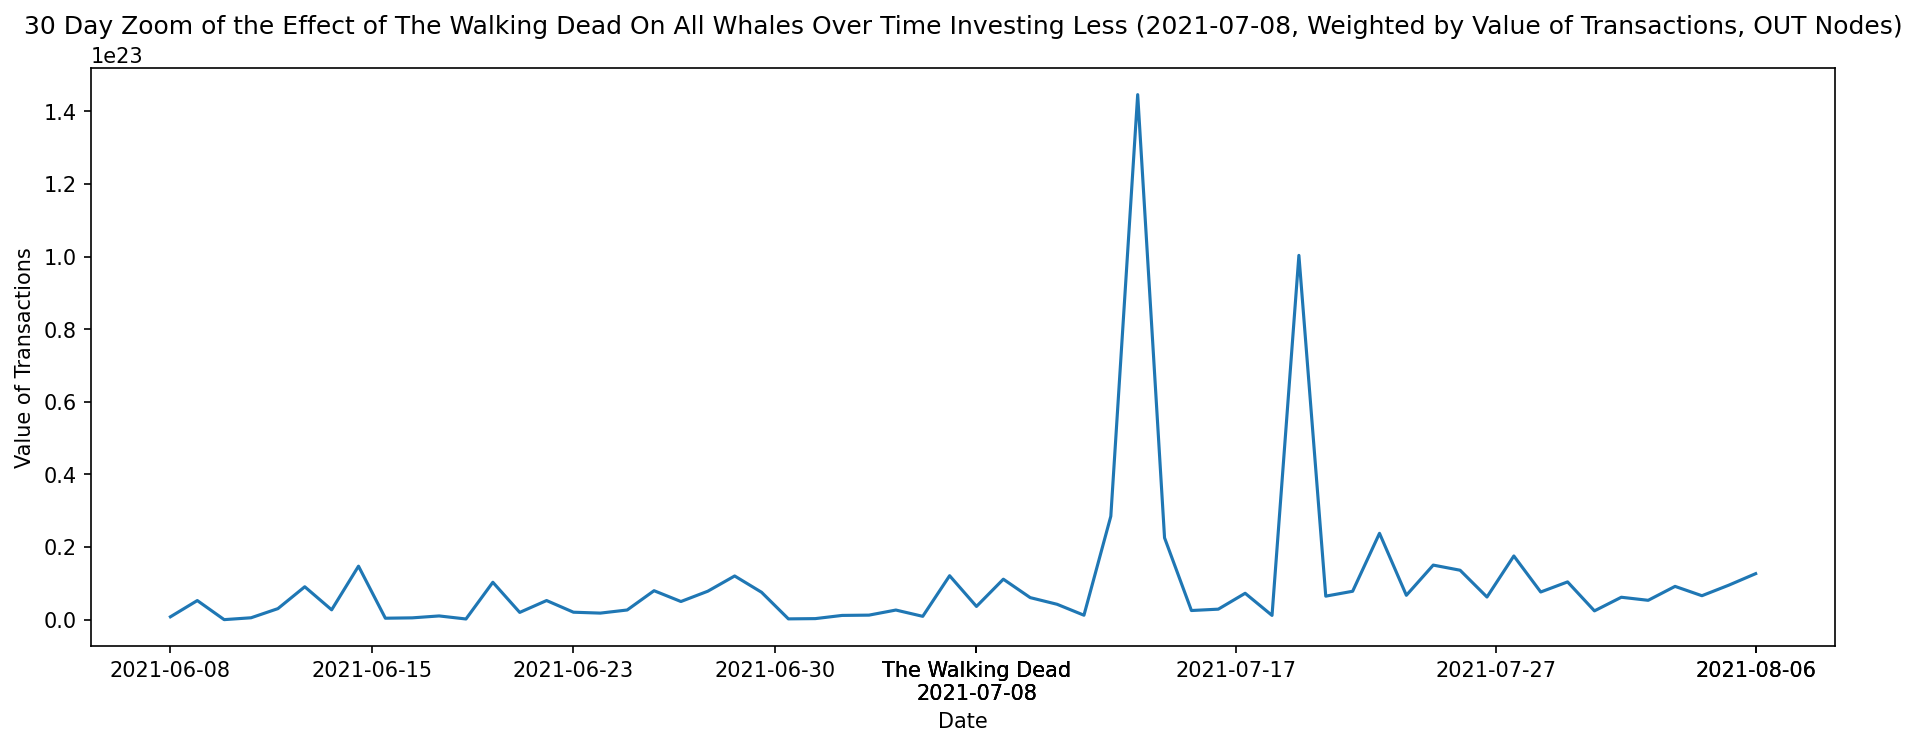 30 Day Zoom of the Effect of The Walking Dead On All Whales Over Time Investing Less (2021-07-08, Weighted by Value of Transactions, OUT Nodes)
1e23
1.4
1.2
1.0
0.8
0.6
0.4
0.2
0.0
Value of Transactions
2021-06-08 2021-06-15 2021-06-23 2021-06-30 The Walking Dead 2021-07-17 2021-07-27 2021-08-06
2021-07-08
Date